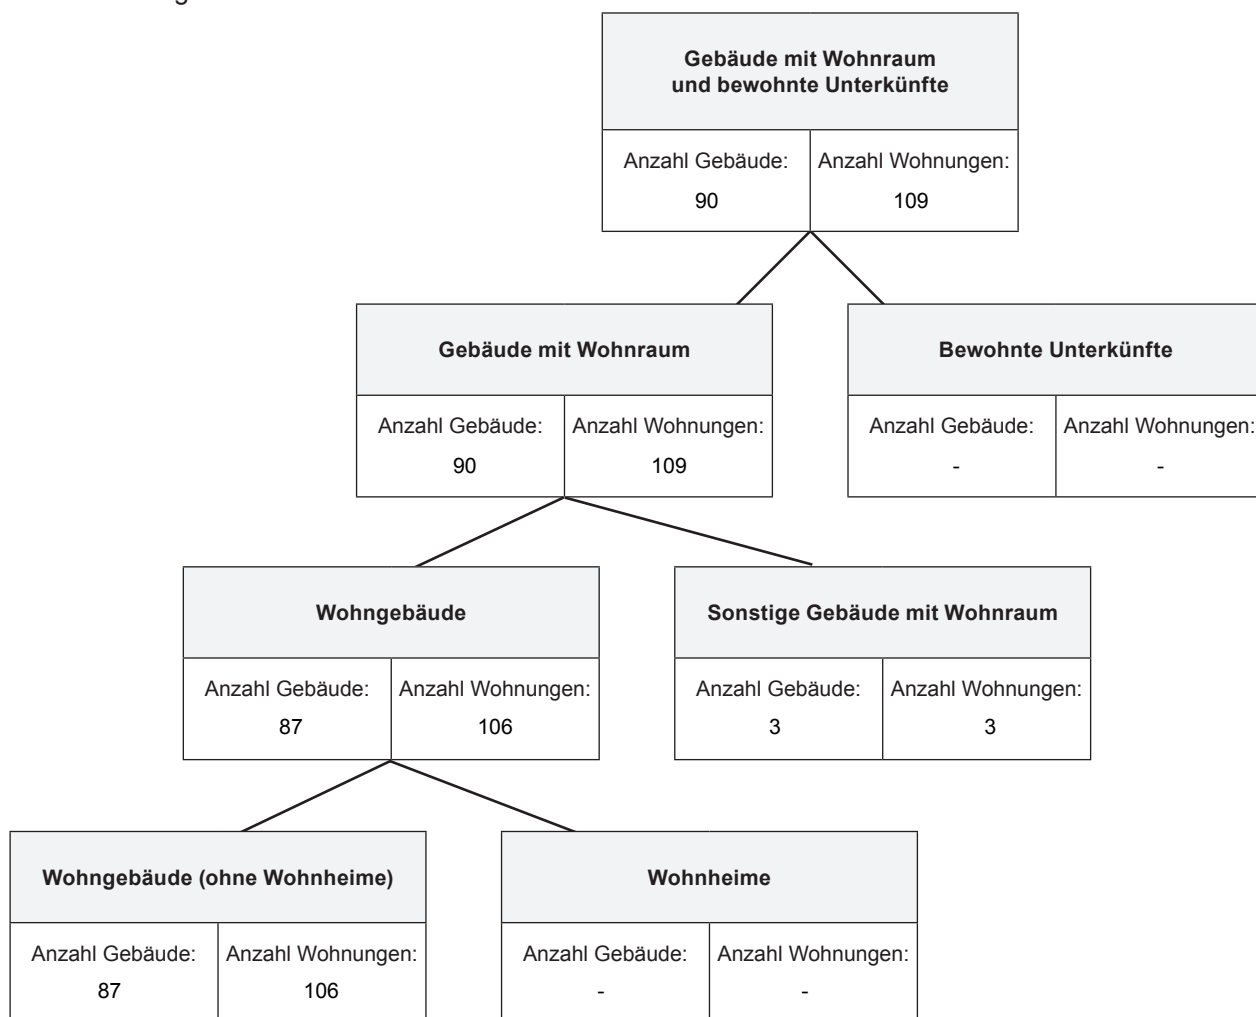 Gebäude mit Wohnraum
und bewohnte Unterkünfte
Anzahl Gebäude: Anzahl Wohnungen:
90 109
Gebäude mit Wohnraum
Bewohnte Unterkünfte
Anzahl Gebäude: Anzahl Wohnungen:
90 109
Anzahl Gebäude: Anzahl Wohnungen:
- -
Wohngebäude
Sonstige Gebäude mit Wohnraum
Anzahl Gebäude: Anzahl Wohnungen:
87 106
Anzahl Gebäude: Anzahl Wohnungen:
3 3
Wohngebäude (ohne Wohnheime)
Wohnheime
Anzahl Gebäude: Anzahl Wohnungen:
87 106
Anzahl Gebäude: Anzahl Wohnungen:
- -